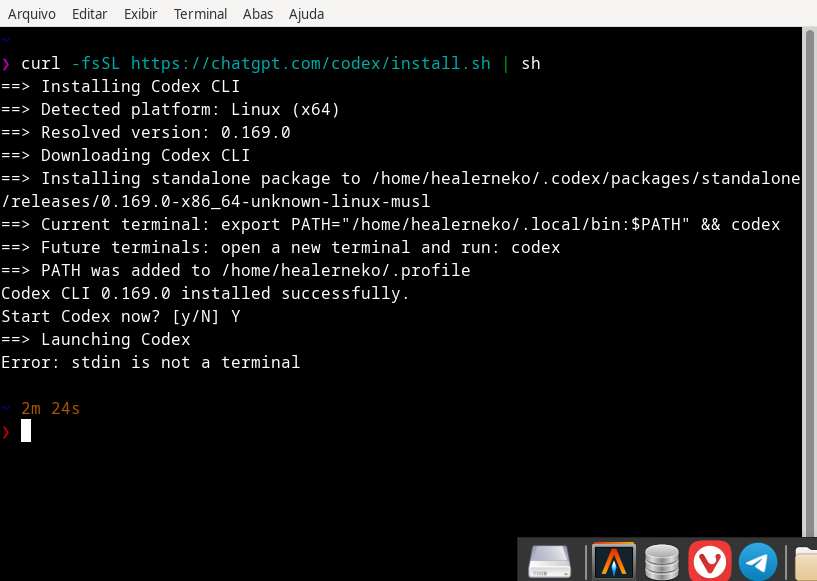 Arquivo Editar Exibir Terminal Abas Ajuda
~
❯ curl -fsSL https://chatgpt.com/codex/install.sh | sh
==> Installing Codex CLI
==> Detected platform: Linux (x64)
==> Resolved version: 0.169.0
==> Downloading Codex CLI
==> Installing standalone package to /home/healerneko/.codex/packages/standalone
/releases/0.169.0-x86_64-unknown-linux-musl
==> Current terminal: export PATH="/home/healerneko/.local/bin:$PATH" && codex
==> Future terminals: open a new terminal and run: codex
==> PATH was added to /home/healerneko/.profile
Codex CLI 0.169.0 installed successfully.
Start Codex now? [y/N] Y
==> Launching Codex
Error: stdin is not a terminal
~ 2m 24s
❯